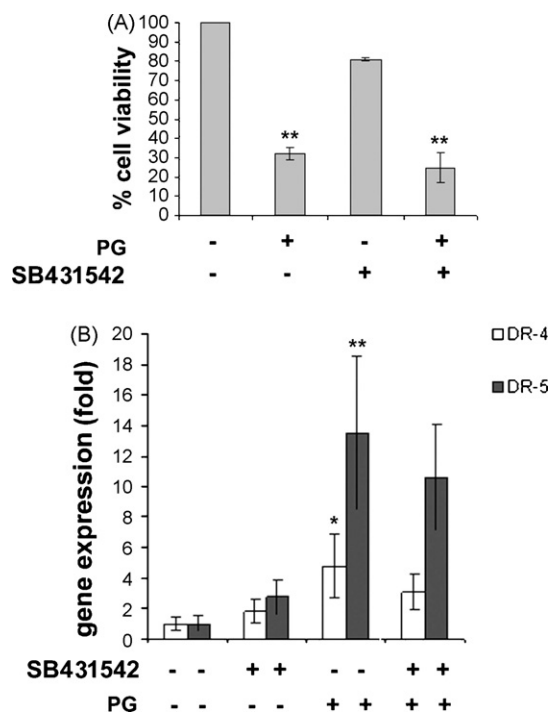 (A)
100
90
80
70
60
50
40
30
20
10
0
% cell viability
**
**
PG - + - +
SB431542 - - + +
(B)
20
18
16
14
12
10
8
6
4
2
0
gene expression (fold)
*
**
DR-4
DR-5
SB431542 - - + + - - + +
PG - - - - + + + +